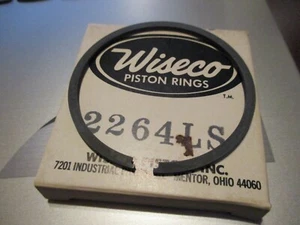 Wiseco
PISTON RINGS
T.M.
2264LS
INC.
7201 INDUSTRIAL MENTOR, OHIO 44060